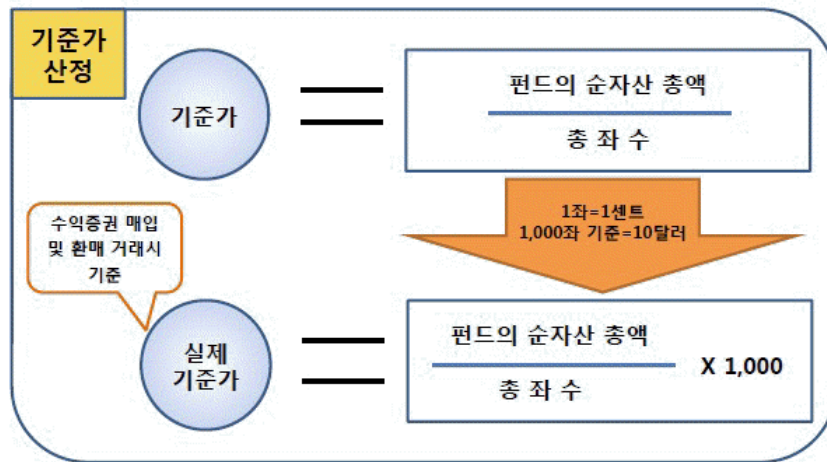 기준가
산정
기준가
펀드의 순자산 총액
총 좌 수
1좌=1센트
1,000좌 기준=10달러
수익증권 매입
및 환매 거래시
기준
실제
기준가
펀드의 순자산 총액
총 좌 수
X 1,000